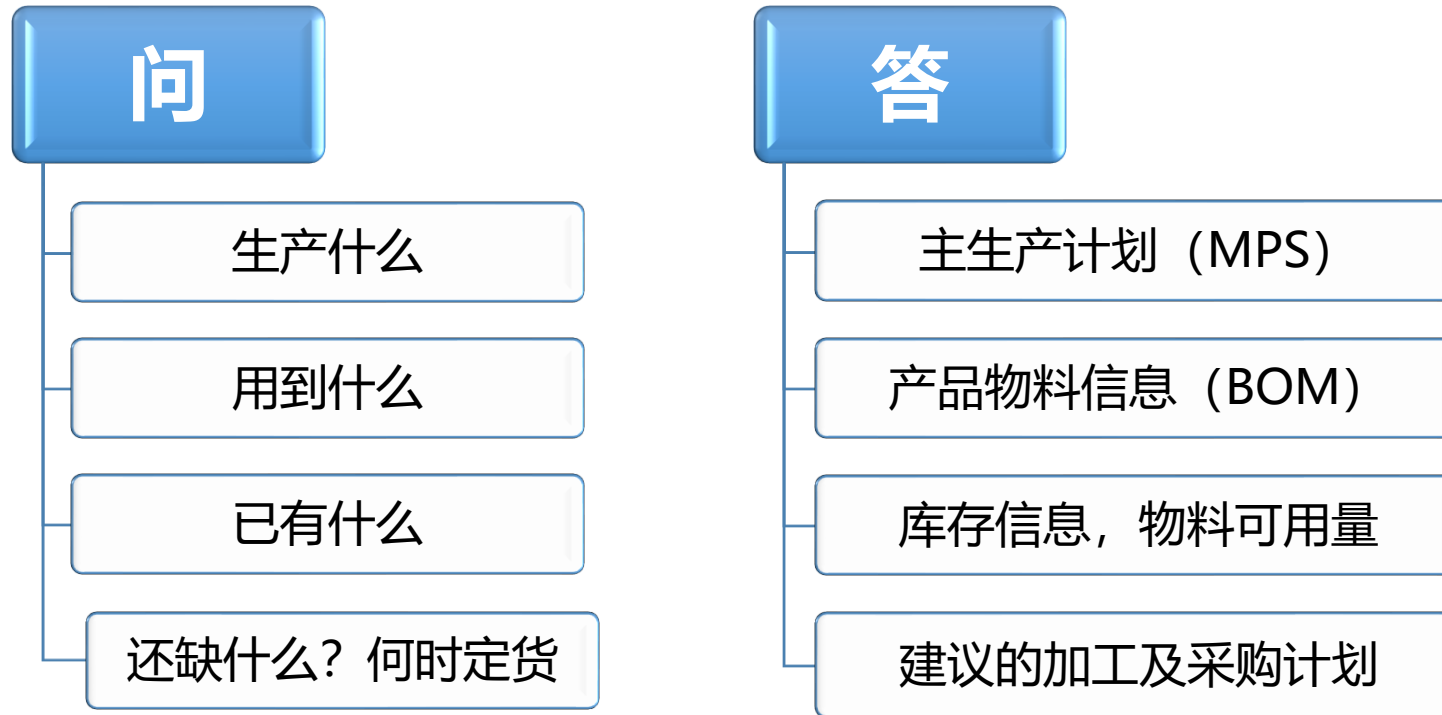 问
生产什么
用到什么
已有什么
还缺什么？何时定货
答
主生产计划（MPS）
产品物料信息（BOM）
库存信息，物料可用量
建议的加工及采购计划